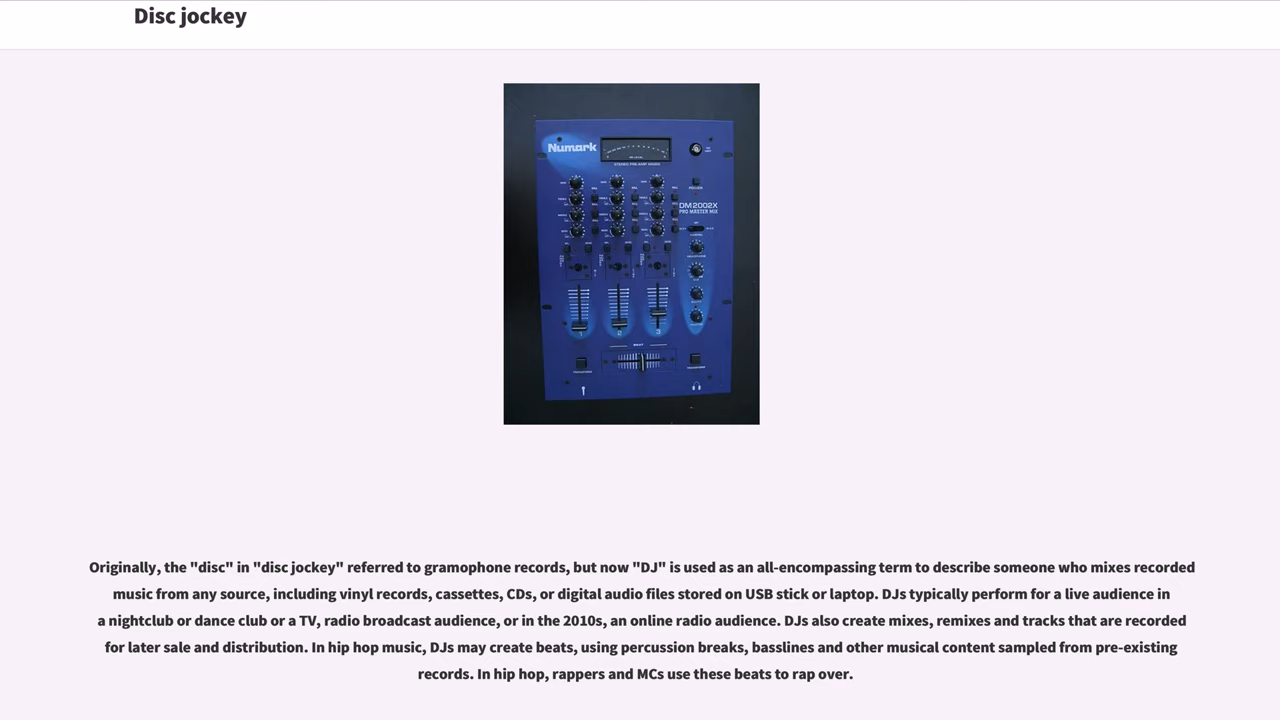 Disc jockey
Numark
DM2002X
PRO MASTER MIX
1 2 3
Originally, the "disc" in "disc jockey" referred to gramophone records, but now "DJ" is used as an all-encompassing term to describe someone who mixes recorded
music from any source, including vinyl records, cassettes, CDs, or digital audio files stored on USB stick or laptop. DJs typically perform for a live audience in
a nightclub or dance club or a TV, radio broadcast audience, or in the 2010s, an online radio audience. DJs also create mixes, remixes and tracks that are recorded
for later sale and distribution. In hip hop music, DJs may create beats, using percussion breaks, basslines and other musical content sampled from pre-existing
records. In hip hop, rappers and MCs use these beats to rap over.